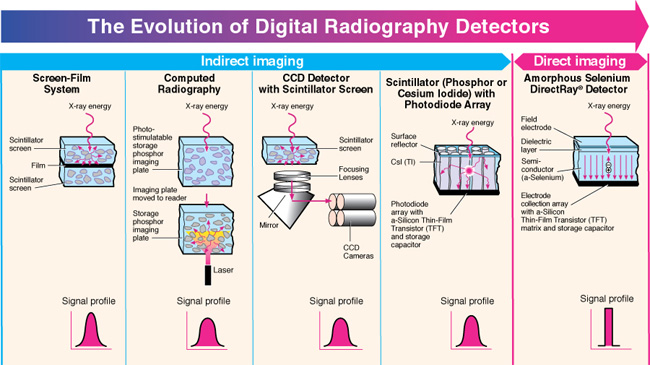 The Evolution of Digital Radiography Detectors
Indirect imaging
Direct imaging
Screen-Film
System
X-ray energy
Scintillator
screen
Film
Scintillator
screen
Signal profile
Computed
Radiography
X-ray energy
Photo-
stimulatable
storage
phosphor
imaging
plate
Imaging plate
moved to reader
Storage
phosphor
imaging
plate
Laser
Signal profile
CCD Detector
with Scintillator Screen
X-ray energy
Scintillator
screen
Focusing
Lenses
Mirror
CCD
Cameras
Signal profile
Scintillator (Phosphor or
Cesium Iodide) with
Photodiode Array
X-ray energy
Surface
reflector
CsI (Tl)
Photodiode
array with
a-Silicon Thin-Film
Transistor (TFT)
and storage
capacitor
Signal profile
Amorphous Selenium
DirectRay® Detector
X-ray energy
Field
electrode
Dielectric
layer
Semi-
conductor
(a-Selenium)
Electrode
collection array
with a-Silicon
Thin-Film Transistor (TFT)
matrix and storage capacitor
Signal profile